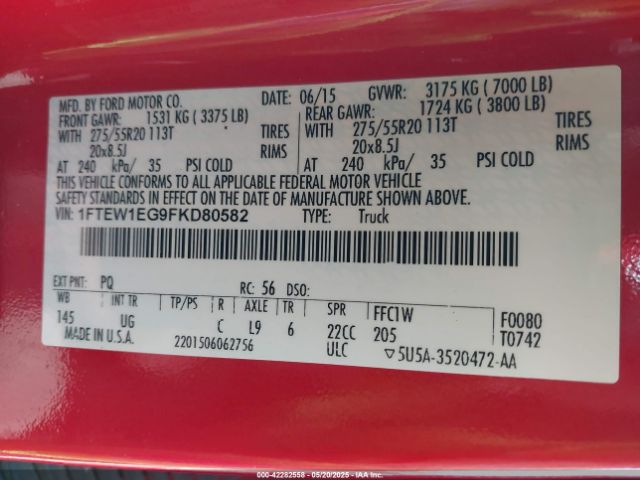 MFD. BY FORD MOTOR CO. DATE: 06/15 GVWR: 3175 KG ( 7000 LB)
FRONT GAWR: 1531 KG ( 3375 LB) REAR GAWR: 1724 KG ( 3800 LB)
WITH 275/55R20 113T TIRES WITH 275/55R20 113T TIRES
20x8.5J RIMS 20x8.5J RIMS
AT 240 kPa/ 35 PSI COLD AT 240 kPa/ 35 PSI COLD
THIS VEHICLE CONFORMS TO ALL APPLICABLE FEDERAL MOTOR VEHICLE
SAFETY STANDARDS IN EFFECT ON THE DATE OF MANUFACTURE SHOWN ABOVE.
VIN: 1FTEW1EG9FKD80582 TYPE: Truck
EXT PNT: PQ RC: 56 DSO:
WB INT TR TP/PS R AXLE TR SPR FFC1W F0080
145 UG C L9 6 22CC 205 T0742
MADE IN U.S.A. 2201506062756 ULC ▽5U5A-3520472-AA
000-42282558 - 05/20/2025 - IAA Inc.